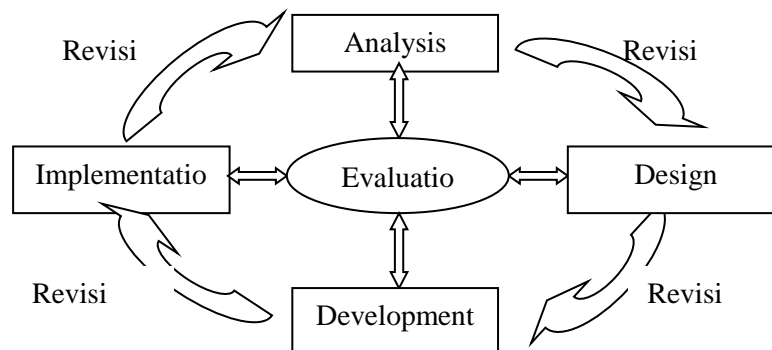 Revisi
Analysis
Revisi
Implementatio
Evaluatio
Design
Revisi
Development
Revisi